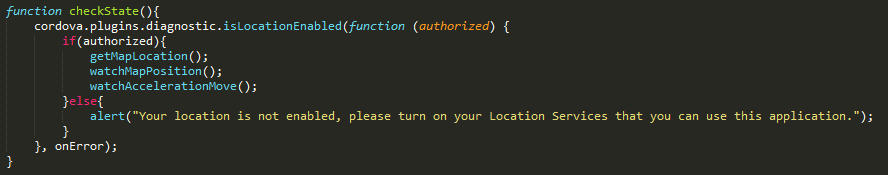 function checkState(){
    cordova.plugins.diagnostic.isLocationEnabled(function (authorized) {
        if(authorized){
            getMapLocation();
            watchMapPosition();
            watchAccelerationMove();
        }else{
            alert("Your location is not enabled, please turn on your Location Services that you can use this application.");
        }
    }, onError);
}